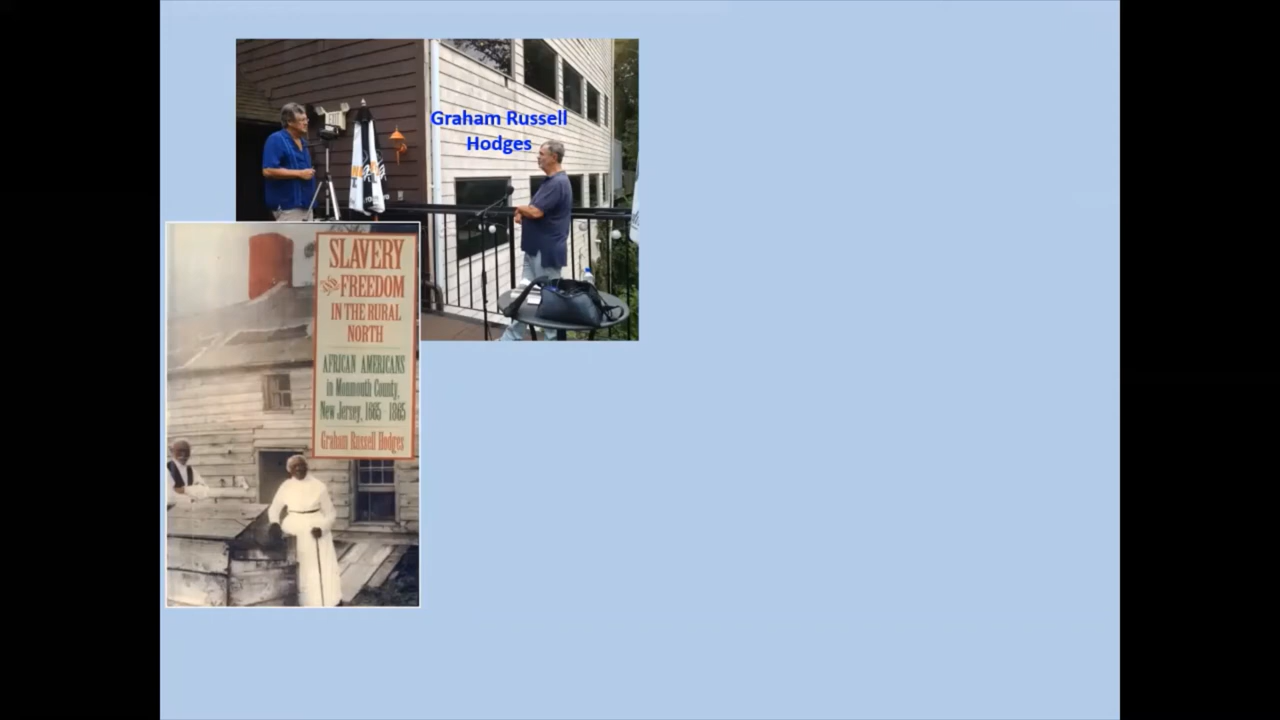 Graham Russell
Hodges
SLAVERY
and FREEDOM
IN THE RURAL
NORTH
AFRICAN AMERICANS
in Monmouth County,
New Jersey, 1665 - 1865
Graham Russell Hodges